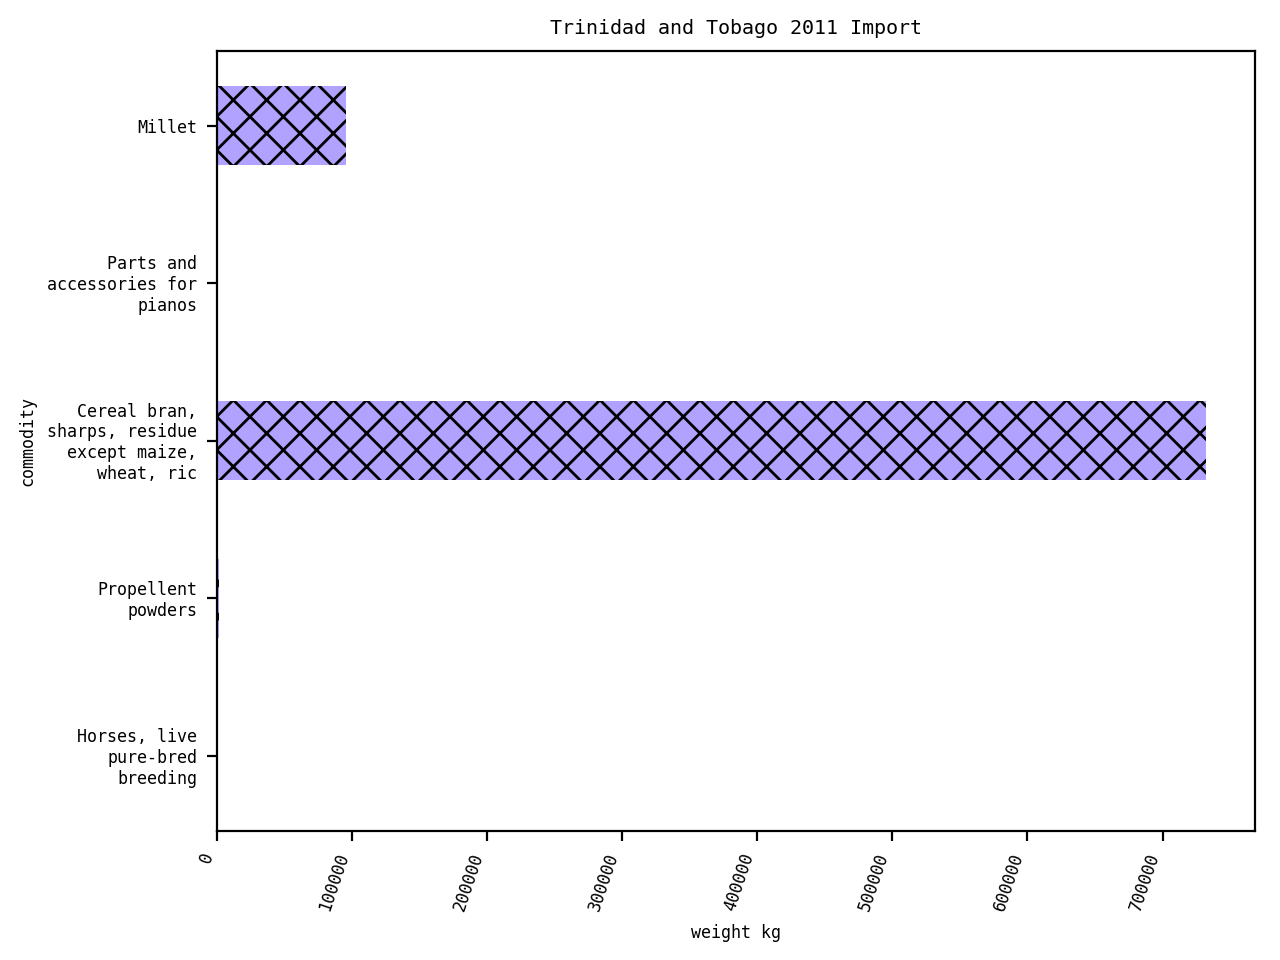 Trinidad and Tobago 2011 Import
commodity
Millet
Parts and
accessories for
pianos
Cereal bran,
sharps, residue
except maize,
wheat, ric
Propellent
powders
Horses, live
pure-bred
breeding
0
100000
200000
300000
400000
500000
600000
700000
weight kg